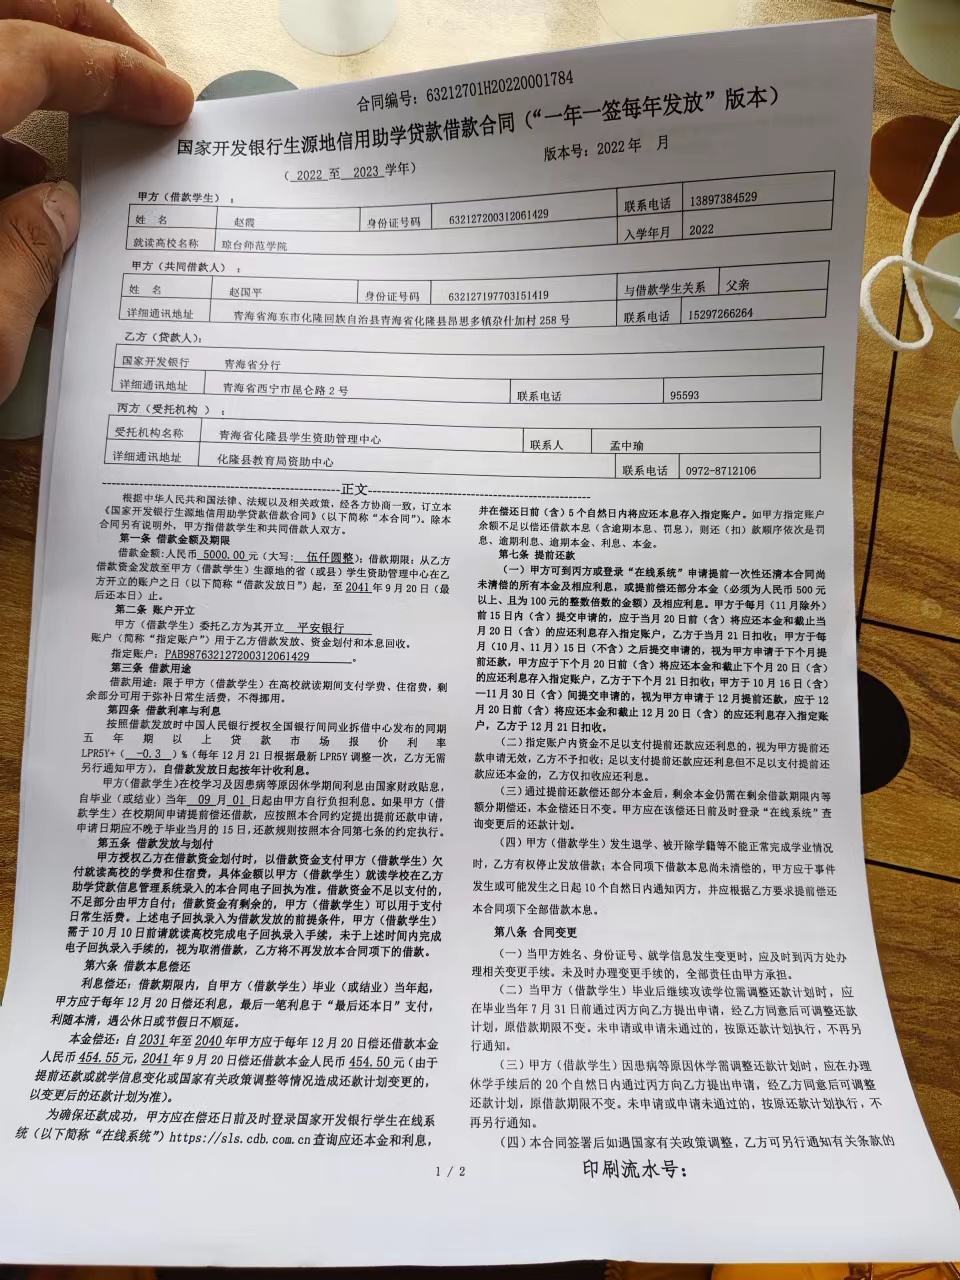 合同编号：63212701H20220001784
国家开发银行生源地信用助学贷款借款合同（“一年一签每年发放”版本）
（ 2022 至 2023 学年）
版本号：2022年 月
甲方（借款学生）：
姓 名 赵霞 身份证号码 632127200312061429 联系电话 13897384529
就读高校名称 琼台师范学院 入学年月 2022
甲方（共同借款人）：
姓 名 赵国平 身份证号码 632127197703151419 与借款学生关系 父亲
详细通讯地址 青海省海东市化隆回族自治县青海省化隆县昂思多镇尕什加村258号 联系电话 15297266264
乙方（贷款人）：
国家开发银行 青海省分行
详细通讯地址 青海省西宁市昆仑路2号 联系电话 95593
丙方（受托机构 ）：
受托机构名称 青海省化隆县学生资助管理中心 联系人 孟中瑜
详细通讯地址 化隆县教育局资助中心 联系电话 0972-8712106
正文
根据中华人民共和国法律、法规以及相关政策，经各方协商一致，订立本
《国家开发银行生源地信用助学贷款借款合同》（以下简称“本合同”）。除本
合同另有说明外，甲方指借款学生和共同借款人双方。
第一条 借款金额及期限
借款金额：人民币 5000.00 元（大写： 伍仟圆整）；借款期限：从乙方
借款资金发放至甲方（借款学生）生源地的省（或县）学生资助管理中心在乙
方开立的账户之日（以下简称“借款发放日”）起，至 2041 年9月20日（最
后还本日）止。
第二条 账户开立
甲方（借款学生）委托乙方为其开立 平安银行
账户（简称“指定账户”）用于乙方借款发放、资金划付和本息回收。
指定账户：PAB987632127200312061429 。
第三条 借款用途
借款用途：限于甲方（借款学生）在高校就读期间支付学费、住宿费，剩
余部分可用于弥补日常生活费，不得挪用。
第四条 借款利率与利息
按照借款发放时中国人民银行授权全国银行间同业拆借中心发布的同期
五年期以上贷款市场报价利率
LPR5Y+（ -0.3 ）%（每年12月21日根据最新LPR5Y调整一次，乙方无需
另行通知甲方），自借款发放日起按年计收利息。
甲方（借款学生）在校学习及因患病等原因休学期间利息由国家财政贴息，
自毕业（或结业）当年 09 月 01 日起由甲方自行负担利息。如果甲方（借
款学生）在校期间申请提前偿还借款，应按照本合同约定提出提前还款申请，
申请日期应不晚于毕业当月的15日，还款规则按照本合同第七条的约定执行。
第五条 借款发放与划付
甲方授权乙方在借款资金划付时，以借款资金支付甲方（借款学生）欠
付就读高校的学费和住宿费，具体金额以甲方（借款学生）就读学校在乙方
助学贷款信息管理系统录入的本合同电子回执为准。借款资金不足以支付的，
不足部分由甲方自付；借款资金有剩余的，甲方（借款学生）可以用于支付
日常生活费。上述电子回执录入为借款发放的前提条件，甲方（借款学生）
需于10月10日前请就读高校完成电子回执录入手续，未于上述时间内完成
电子回执录入手续的，视为取消借款，乙方将不再发放本合同项下的借款。
第六条 借款本息偿还
利息偿还：借款期限内，自甲方（借款学生）毕业（或结业）当年起，
甲方应于每年12月20日偿还利息，最后一笔利息于“最后还本日”支付，
利随本清，遇公休日或节假日不顺延。
本金偿还：自 2031 年至 2040 年甲方应于每年12月20日偿还借款本金
人民币 454.55 元，2041 年9月20日偿还借款本金人民币 454.50 元（由于
提前还款或就学信息变化或国家有关政策调整等情况造成还款计划变更的，
以变更后的还款计划为准）。
为确保还款成功，甲方应在偿还日前及时登录国家开发银行学生在线系
统（以下简称“在线系统”）https://sls.cdb.com.cn查询应还本金和利息，
并在偿还日前（含）5个自然日内将应还本息存入指定账户。如甲方指定账户
余额不足以偿还借款本息（含逾期本息、罚息），则还（扣）款顺序依次是罚
息、逾期利息、逾期本金、利息、本金。
第七条 提前还款
（一）甲方可到丙方或登录“在线系统”申请提前一次性还清本合同尚
未清偿的所有本金及相应利息，或提前偿还部分本金（必须为人民币500元
以上、且为100元的整数倍数的金额）及相应利息。甲方于每月（11月除外）
前15日内（含）提交申请的，应于当月20日前（含）将应还本金和截止当
月20日（含）的应还利息存入指定账户，乙方于当月21日扣收；甲方于每
月（10月、11月）15日（不含）之后提交申请的，视为甲方申请于下个月提
前还款，甲方应于下个月20日前（含）将应还本金和截止下个月20日（含）
的应还利息存入指定账户，乙方于下个月21日扣收；甲方于10月16日（含）
—11月30日（含）间提交申请的，视为甲方申请于12月提前还款，应于12
月20日前（含）将应还本金和截止12月20日（含）的应还利息存入指定账
户，乙方于12月21日扣收。
（二）指定账户内资金不足以支付提前还款应还利息的，视为甲方提前还
款申请无效，乙方不予扣收；足以支付提前还款应还利息但不足以支付提前还
款应还本金的，乙方仅扣收应还利息。
（三）通过提前还款偿还部分本金后，剩余本金仍需在剩余借款期限内等
额分期偿还，本金偿还日不变。甲方应在该偿还日前及时登录“在线系统”查
询变更后的还款计划。
（四）甲方（借款学生）发生退学、被开除学籍等不能正常完成学业情况
时，乙方有权停止发放借款；本合同项下借款本息尚未清偿的，甲方应于事件
发生或可能发生之日起10个自然日内通知丙方，并应根据乙方要求提前偿还
本合同项下全部借款本息。
第八条 合同变更
（一）当甲方姓名、身份证号、就学信息发生变更时，应及时到丙方处办
理相关变更手续。未及时办理变更手续的，全部责任由甲方承担。
（二）当甲方（借款学生）毕业后继续攻读学位需调整还款计划时，应
在毕业当年7月31日前通过丙方向乙方提出申请，经乙方同意后可调整还款
计划，原借款期限不变。未申请或申请未通过的，按原还款计划执行，不再另
行通知。
（三）甲方（借款学生）因患病等原因休学需调整还款计划时，应在办理
休学手续后的20个自然日内通过丙方向乙方提出申请，经乙方同意后可调整
还款计划，原借款期限不变。未申请或申请未通过的，按原还款计划执行，不
再另行通知。
（四）本合同签署后如遇国家有关政策调整，乙方可另行通知有关条款的
1 / 2
印刷流水号：